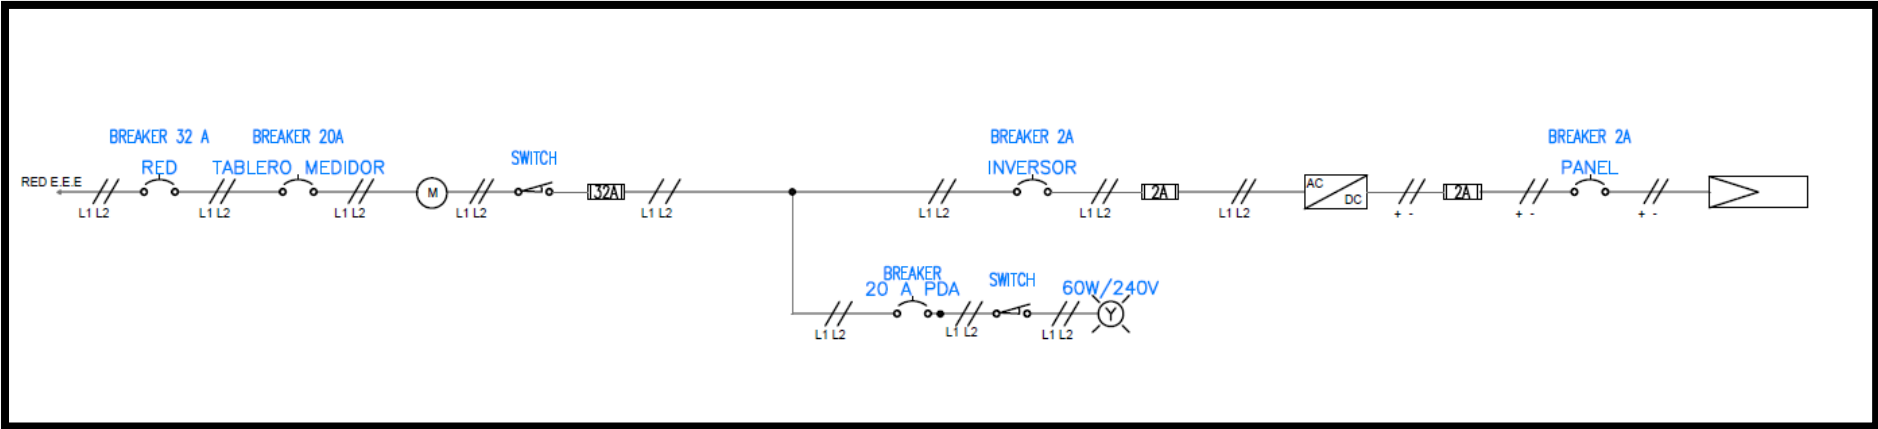 BREAKER 32 A
RED
BREAKER 20A
TABLERO MEDIDOR
SWITCH
BREAKER 2A
INVERSOR
BREAKER 2A
PANEL
RED E.E.E
M
32A
2A
AC
DC
2A
L1 L2
L1 L2
L1 L2
L1 L2
L1 L2
L1 L2
L1 L2
L1 L2
+ -
+ -
+ -
BREAKER
20 A PDA
SWITCH
60W/240V
Y
L1 L2
L1 L2
L1 L2